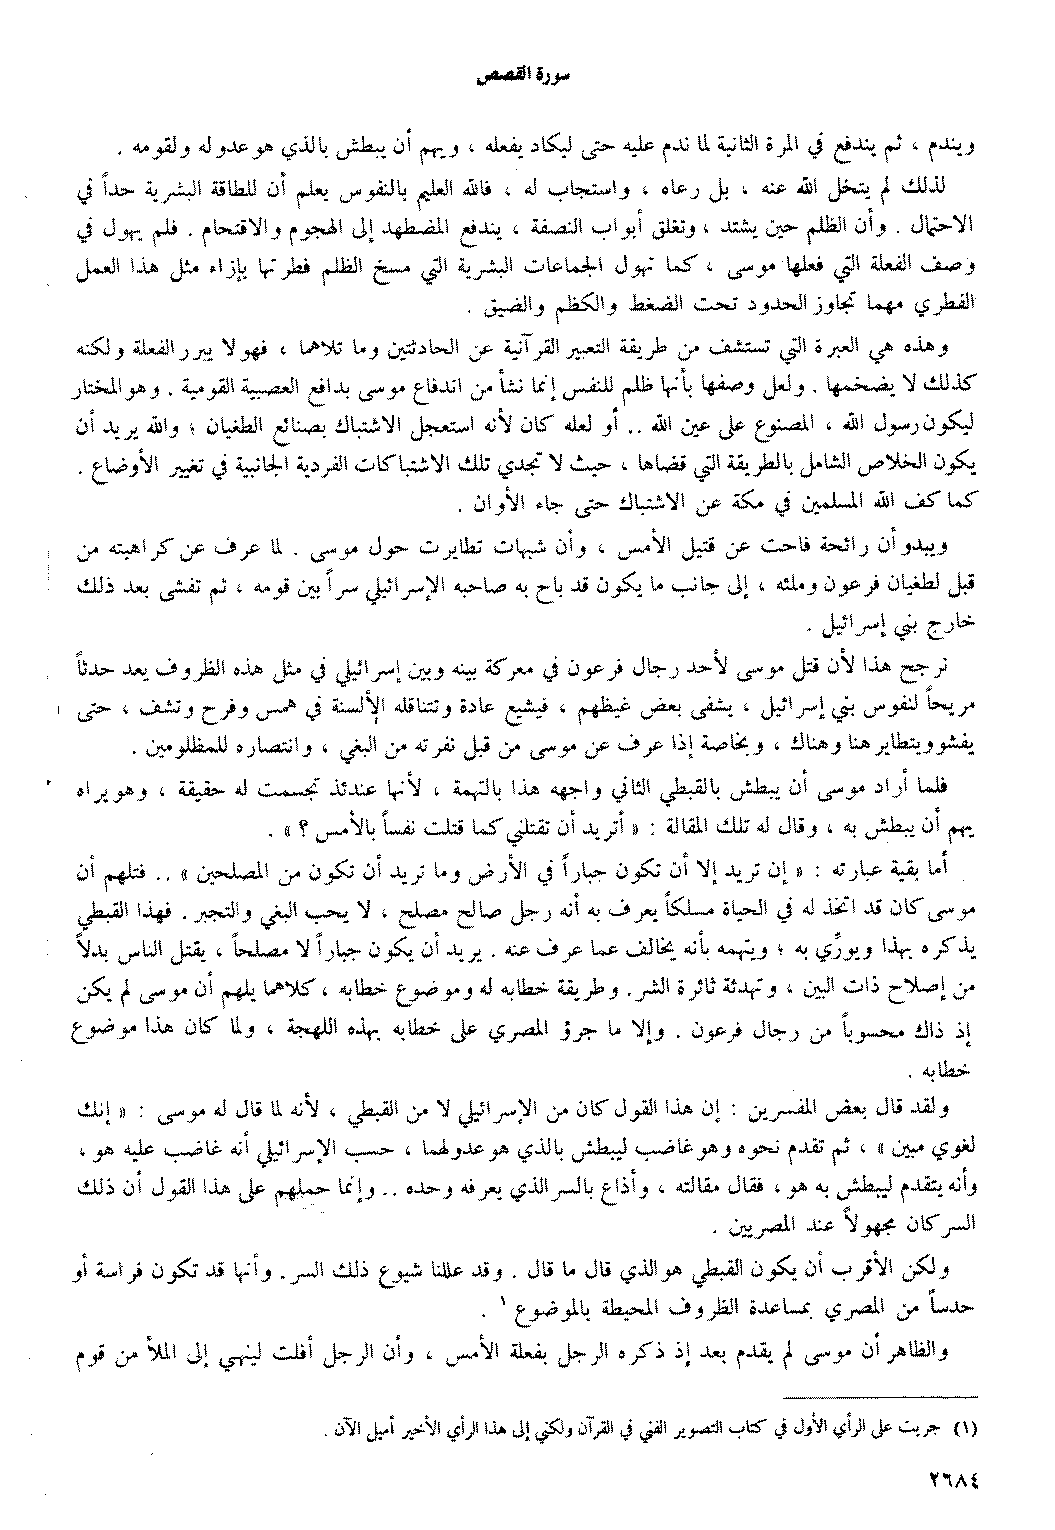 سورة القصص
ويندم ، ثم يندفع في المرة الثانية لما ندم عليه حتى ليكاد يفعله ، ويهم أن يبطش بالذي هو عدو له ولقومه .
لذلك لم يتخل الله عنه ، بل رعاه ، واستجاب له ، فالله العليم بالنفوس يعلم أن للطاقة البشرية حداً في
الاحتمال . وأن الظلم حين يشتد ، وتغلق أبواب النصفة ، يندفع المضطهد إلى الهجوم والاقتحام . فلم يهول في
وصف الفعلة التي فعلها موسى ، كما تهول الجماعات البشرية التي مسخ الظلم فطرتها بإزاء مثل هذا العمل
الفطري مهما تجاوز الحدود تحت الضغط والكظم والضيق .
وهذه هي العبرة التي تستشف من طريقة التعبير القرآنية عن الحادثتين وما تلاهما ، فهو لا يبرر الفعلة ولكنه
كذلك لا يضخمها . ولعل وصفها بأنها ظلم للنفس إنما نشأ من اندفاع موسى بدافع العصبية القومية . وهو المختار
ليكون رسول الله ، المصنوع على عين الله .. أو لعله كان لأنه استعجل الاشتباك بصنائع الطغيان ؛ والله يريد أن
يكون الخلاص الشامل بالطريقة التي قضاها ، حيث لا تجدي تلك الاشتباكات الفردية الجانبية في تغيير الأوضاع .
كما كف الله المسلمين في مكة عن الاشتباك حتى جاء الأوان .
ويبدو أن رائحة فاحت عن قتيل الأمس ، وأن شبهات تطايرت حول موسى . لما عرف عن كراهيته من
قبل لطغيان فرعون وملئه ، إلى جانب ما يكون قد باح به صاحبه الإسرائيلي سراً بين قومه ، ثم تفشى بعد ذلك
خارج بني إسرائيل .
نرجح هذا لأن قتل موسى لأحد رجال فرعون في معركة بينه وبين إسرائيلي في مثل هذه الظروف يعد حدثاً
مريحاً لنفوس بني إسرائيل ، يشفى بعض غيظهم ، فيشيع عادة وتتناقله الألسنة في همس وفرح وتشف ، حتى
يفشو ويتطاير هنا وهناك ، وبخاصة إذا عرف عن موسى من قبل نفرته من البغي ، وانتصاره للمظلومين .
فلما أراد موسى أن يبطش بالقبطي الثاني واجهه هذا بالتهمة ، لأنها عندئذ تجسمت له حقيقة ، وهو يراه
يهم أن يبطش به ، وقال له تلك المقالة : « أتريد أن تقتلني كما قتلت نفساً بالأمس ؟ » .
أما بقية عبارته : « إن تريد إلا أن تكون جباراً في الأرض وما تريد أن تكون من المصلحين » .. فتلهم أن
موسى كان قد اتخذ له في الحياة مسلكاً يعرف به أنه رجل صالح مصلح ، لا يحب البغي والتجبر . فهذا القبطي
يذكره بهذا ويورِّي به ؛ ويتهمه بأنه يخالف عما عرف عنه . يريد أن يكون جباراً لا مصلحاً ، يقتل الناس بدلاً
من إصلاح ذات البين ، وتهدئة ثائرة الشر . وطريقة خطابه له وموضوع خطابه ، كلاهما يلهم أن موسى لم يكن
إذ ذاك محسوباً من رجال فرعون . وإلا ما جرؤ المصري على خطابه بهذه اللهجة ، ولما كان هذا موضوع
خطابه .
ولقد قال بعض المفسرين : إن هذا القول كان من الإسرائيلي لا من القبطي ، لأنه لما قال له موسى : « إنك
لغوي مبين » ، ثم تقدم نحوه وهو غاضب ليبطش بالذي هو عدو لهما ، حسب الإسرائيلي أنه غاضب عليه هو ،
وأنه يتقدم ليبطش به هو ، فقال مقالته ، وأذاع بالسر الذي يعرفه وحده .. وإنما حملهم على هذا القول أن ذلك
السر كان مجهولاً عند المصريين .
ولكن الأقرب أن يكون القبطي هو الذي قال ما قال . وقد عللنا شيوع ذلك السر . وأنها قد تكون فراسة أو
حدساً من المصري بمساعدة الظروف المحيطة بالموضوع ١ .
والظاهر أن موسى لم يقدم بعد إذ ذكره الرجل بفعلة الأمس ، وأن الرجل أفلت لينهي إلى الملأ من قوم
(١) جريت على الرأي الأول في كتاب التصوير الفني في القرآن ولكني إلى هذا الرأي الأخير أميل الآن .
٢٦٨٤